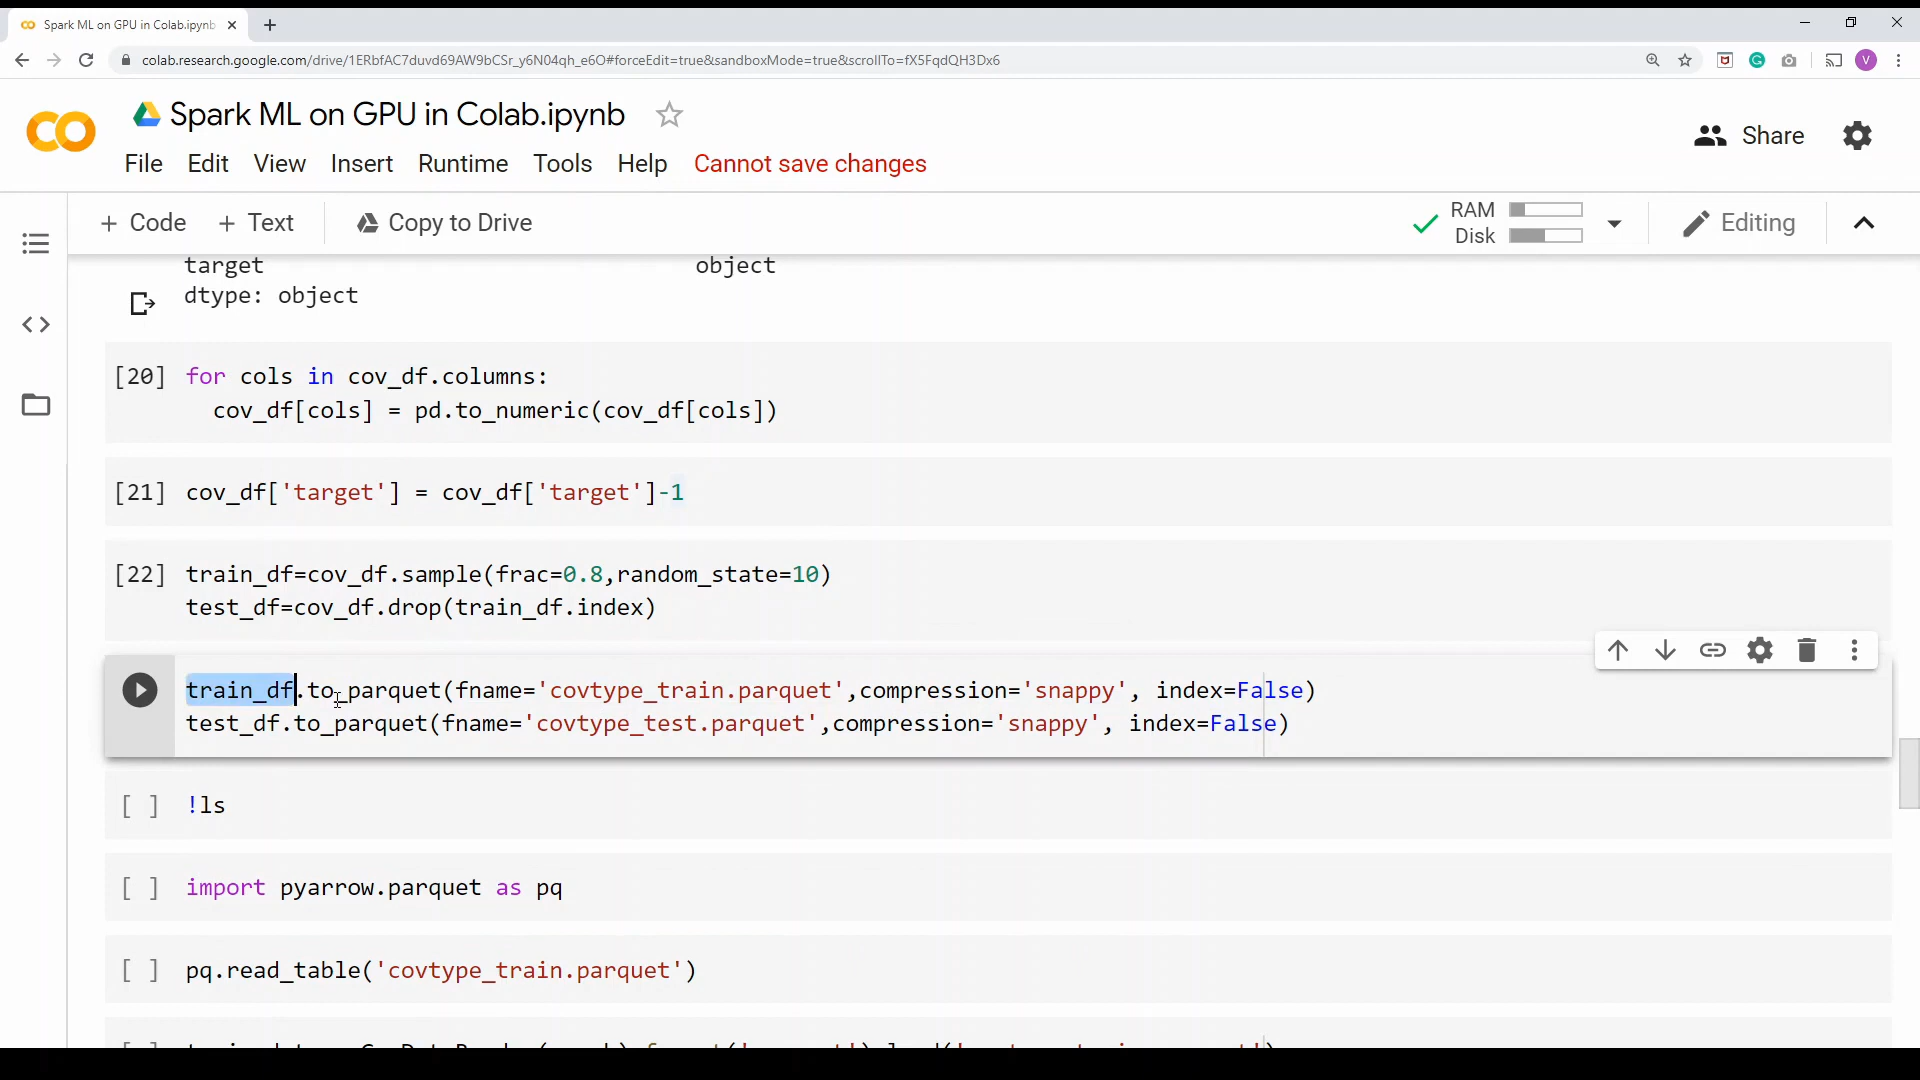 Spark ML on GPU in Colab.ipynb
colab.research.google.com/drive/1ERbfAC7duvd69AW9bCSr_y6N04qh_e6O#forceEdit=true&sandboxMode=true&scrollTo=fX5FqdQH3Dx6
V
Spark ML on GPU in Colab.ipynb
Share
File Edit View Insert Runtime Tools Help Cannot save changes
+ Code + Text Copy to Drive
RAM
Disk
Editing
target object
dtype: object
[20] for cols in cov_df.columns:
cov_df[cols] = pd.to_numeric(cov_df[cols])
[21] cov_df['target'] = cov_df['target']-1
[22] train_df=cov_df.sample(frac=0.8,random_state=10)
test_df=cov_df.drop(train_df.index)
train_df.to_parquet(fname='covtype_train.parquet',compression='snappy', index=False)
test_df.to_parquet(fname='covtype_test.parquet',compression='snappy', index=False)
[ ] !ls
[ ] import pyarrow.parquet as pq
[ ] pq.read_table('covtype_train.parquet')